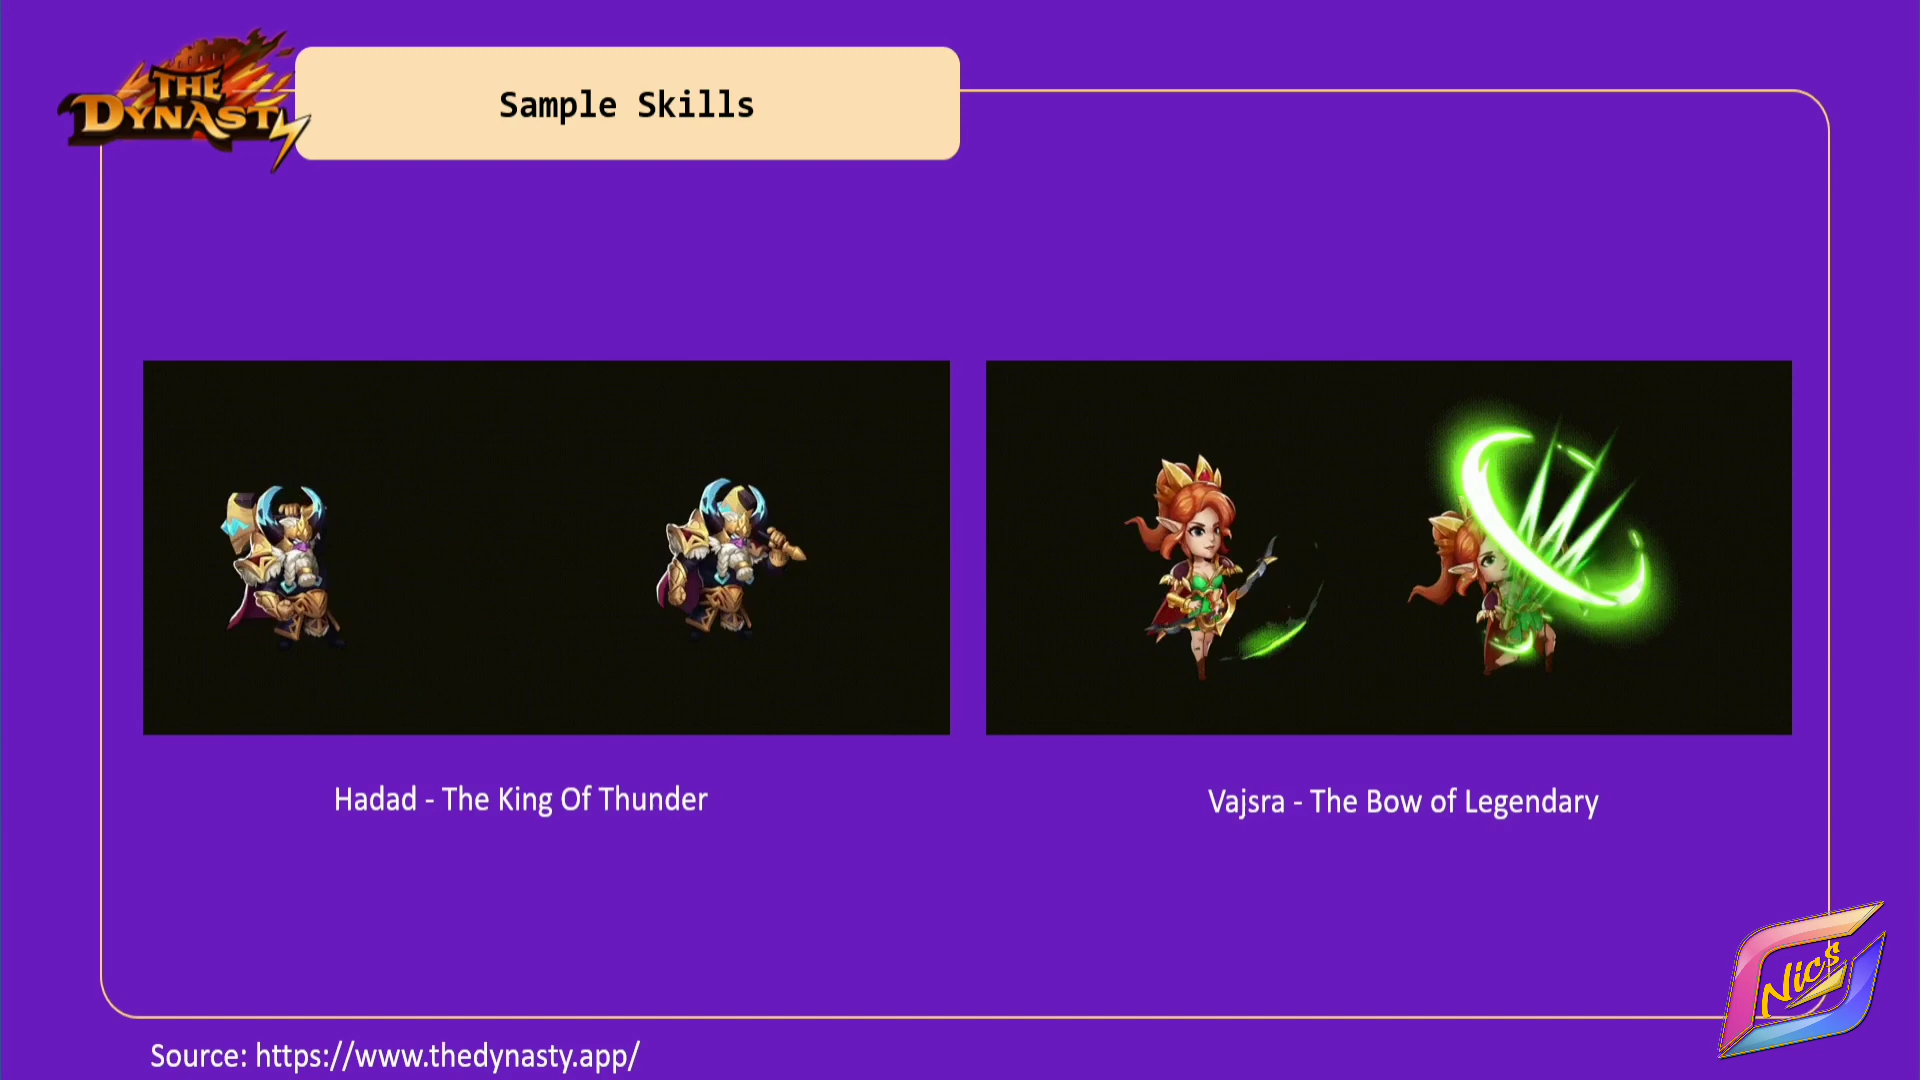 THE
DYNASTY
Sample Skills
Hadad - The King Of Thunder
Vajsra - The Bow of Legendary
Nics
Source: https://www.thedynasty.app/